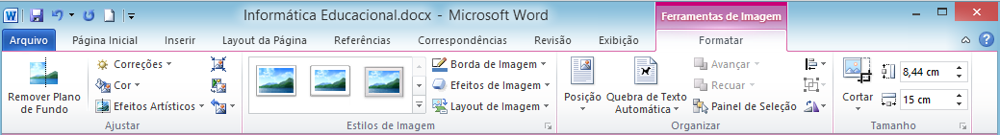 Informática Educacional.docx - Microsoft Word
Ferramentas de Imagem
Arquivo Página Inicial Inserir Layout da Página Referências Correspondências Revisão Exibição Formatar
Remover Plano de Fundo
Correções
Cor
Efeitos Artísticos
Ajustar
Borda de Imagem
Efeitos de Imagem
Layout de Imagem
Estilos de Imagem
Posição
Quebra de Texto Automática
Avançar
Recuar
Painel de Seleção
Organizar
Cortar
8,44 cm
15 cm
Tamanho